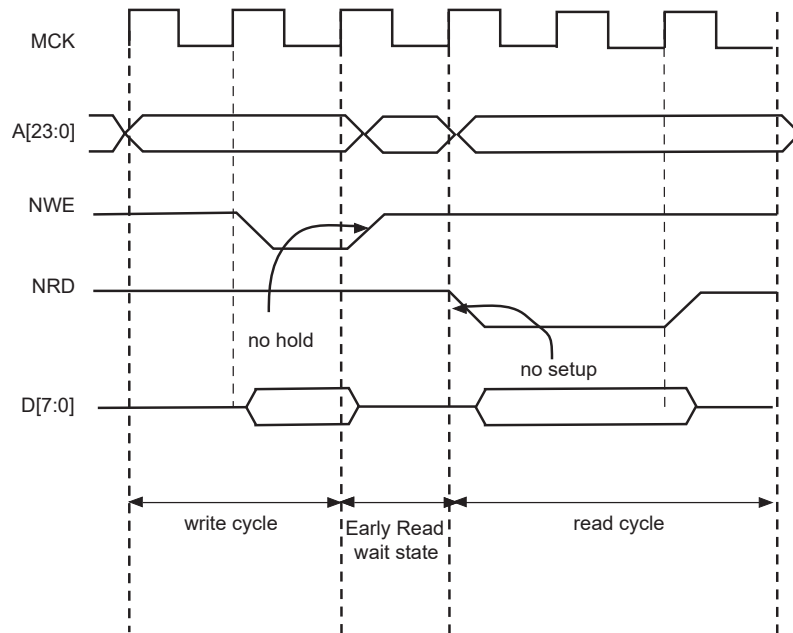 MCK
A[23:0]
NWE
NRD
no hold
no setup
D[7:0]
write cycle
Early Read
wait state
read cycle